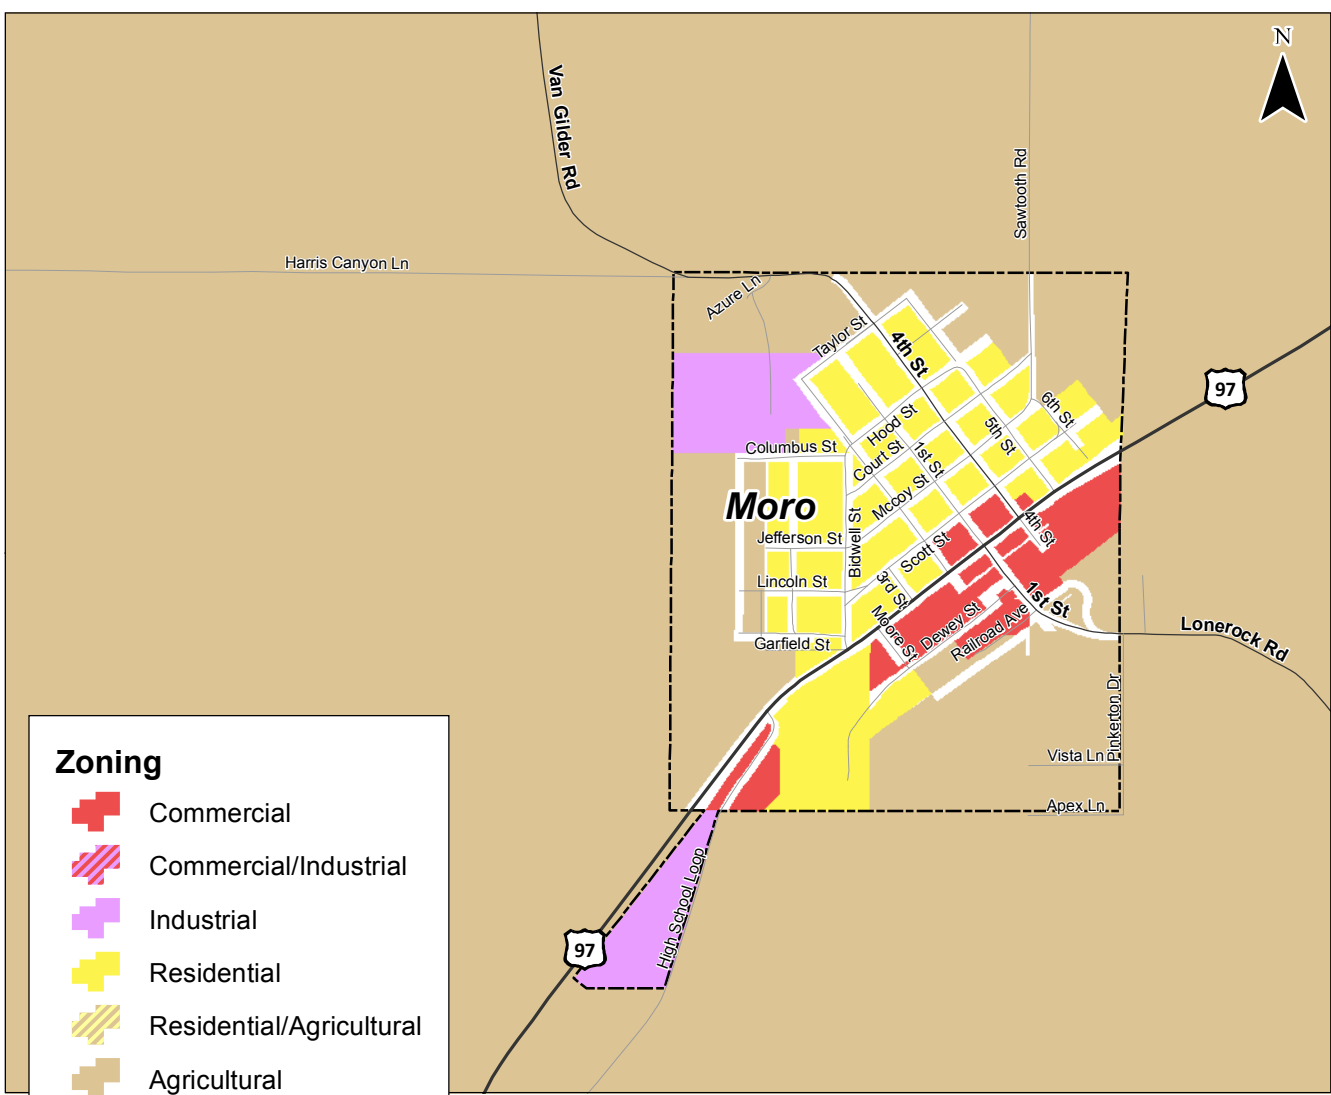 N
Van Gilder Rd
Sawtooth Rd
Harris Canyon Ln
Azure Ln
Taylor St
4th St
97
6th St
Hood St
5th St
Columbus St
Court St
1st St
Mccoy St
Moro
4th St
Jefferson St
Bidwell St
Scott St
Lincoln St
3rd St
1st St
Dewey St
Railroad Ave
Moore St
Garfield St
Lonerock Rd
Pinkerton Dr
Vista Ln
Apex Ln
High School Loop
97
Zoning
Commercial
Commercial/Industrial
Industrial
Residential
Residential/Agricultural
Agricultural